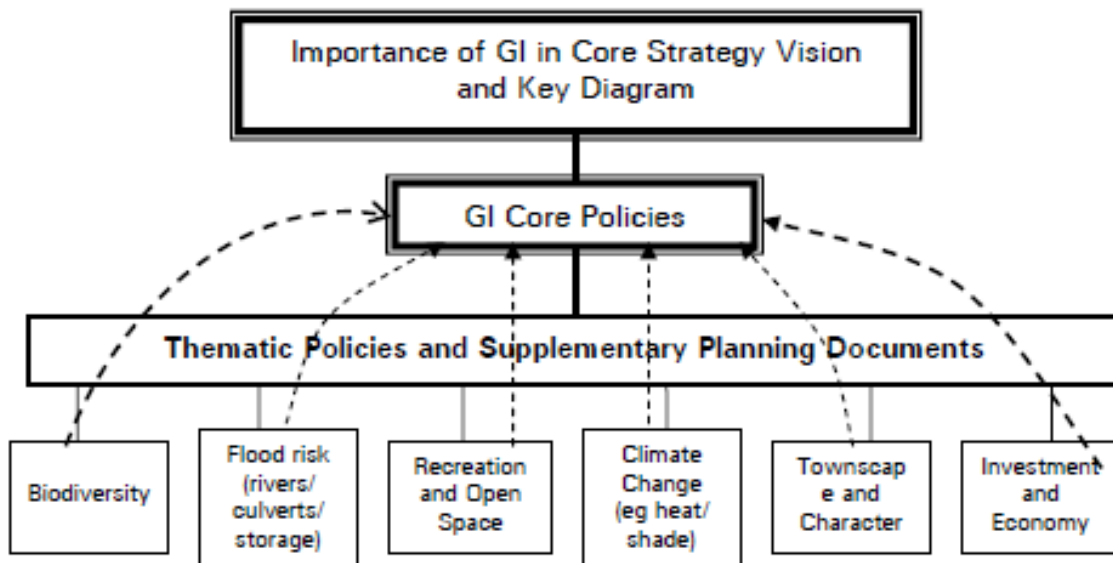 Importance of GI in Core Strategy Vision
and Key Diagram
GI Core Policies
Thematic Policies and Supplementary Planning Documents
Biodiversity
Flood risk
(rivers/
culverts/
storage)
Recreation
and Open
Space
Climate
Change
(eg heat/
shade)
Townscap
e and
Character
Investment
and
Economy